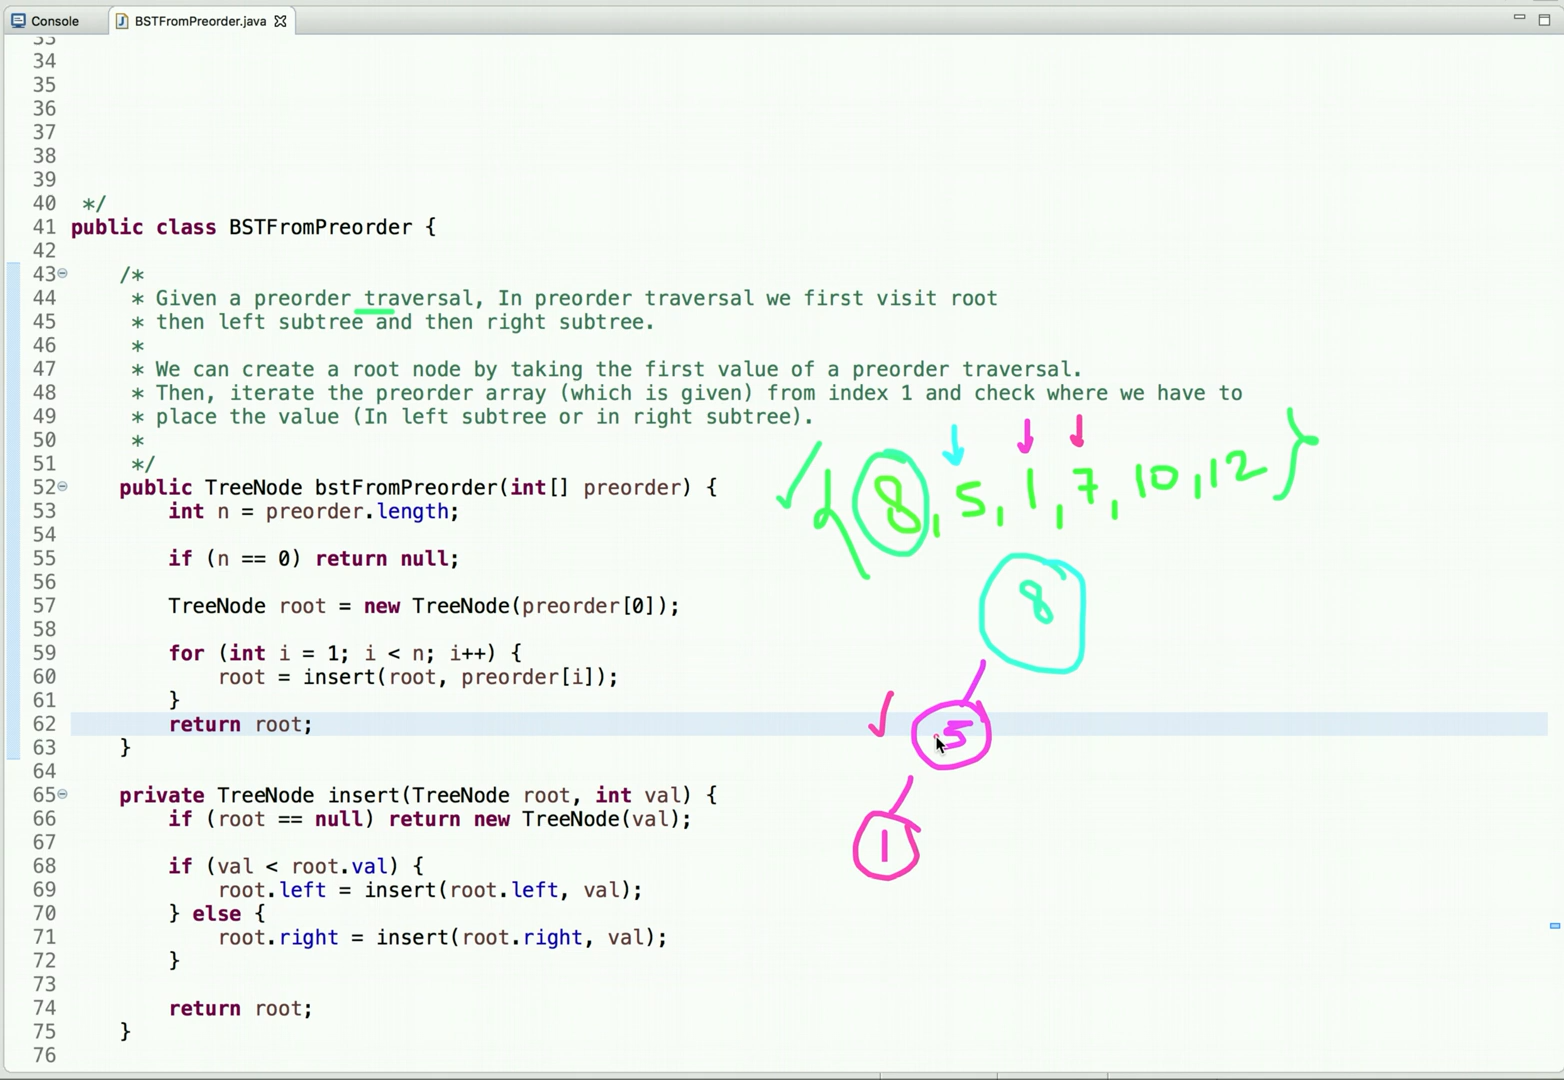 Console BSTFromPreorder.java
33
34
35
36
37
38
39
40 */
41 public class BSTFromPreorder {
42
43 /*
44 * Given a preorder traversal, In preorder traversal we first visit root
45 * then left subtree and then right subtree.
46 *
47 * We can create a root node by taking the first value of a preorder traversal.
48 * Then, iterate the preorder array (which is given) from index 1 and check where we have to
49 * place the value (In left subtree or in right subtree).
50 *
51 */
52 public TreeNode bstFromPreorder(int[] preorder) {
53 int n = preorder.length;
54
55 if (n == 0) return null;
56
57 TreeNode root = new TreeNode(preorder[0]);
58
59 for (int i = 1; i < n; i++) {
60 root = insert(root, preorder[i]);
61 }
62 return root;
63 }
64
65 private TreeNode insert(TreeNode root, int val) {
66 if (root == null) return new TreeNode(val);
67
68 if (val < root.val) {
69 root.left = insert(root.left, val);
70 } else {
71 root.right = insert(root.right, val);
72 }
73
74 return root;
75 }
76
{8, 5, 1, 7, 10, 12}
8
5
1